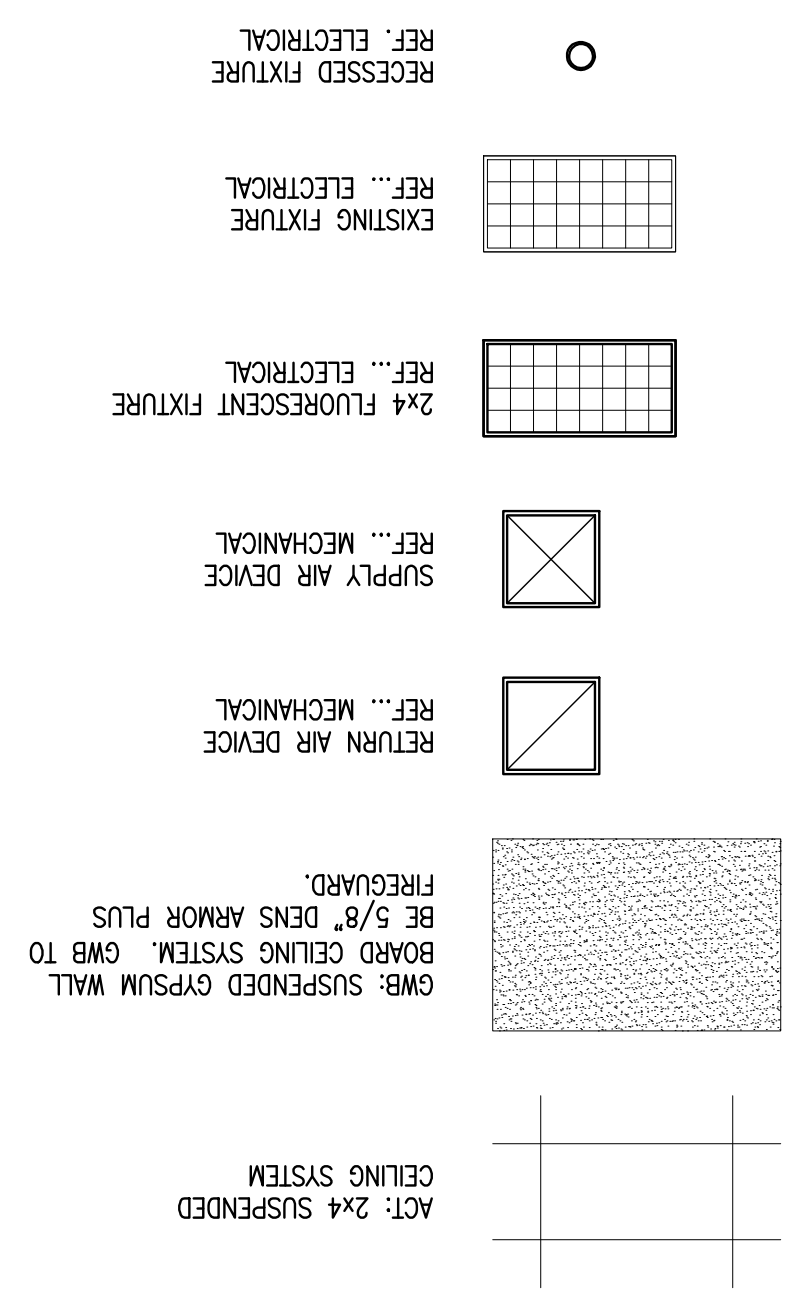 ACT: 2x4 SUSPENDED
CEILING SYSTEM
GWB: SUSPENDED GYPSUM WALL
BOARD CEILING SYSTEM. GWB TO
BE 5/8" DENS ARMOR PLUS
FIREGUARD.
RETURN AIR DEVICE
REF... MECHANICAL
SUPPLY AIR DEVICE
REF... MECHANICAL
2x4 FLUORESCENT FIXTURE
REF... ELECTRICAL
EXISTING FIXTURE
REF... ELECTRICAL
RECESSED FIXTURE
REF. ELECTRICAL